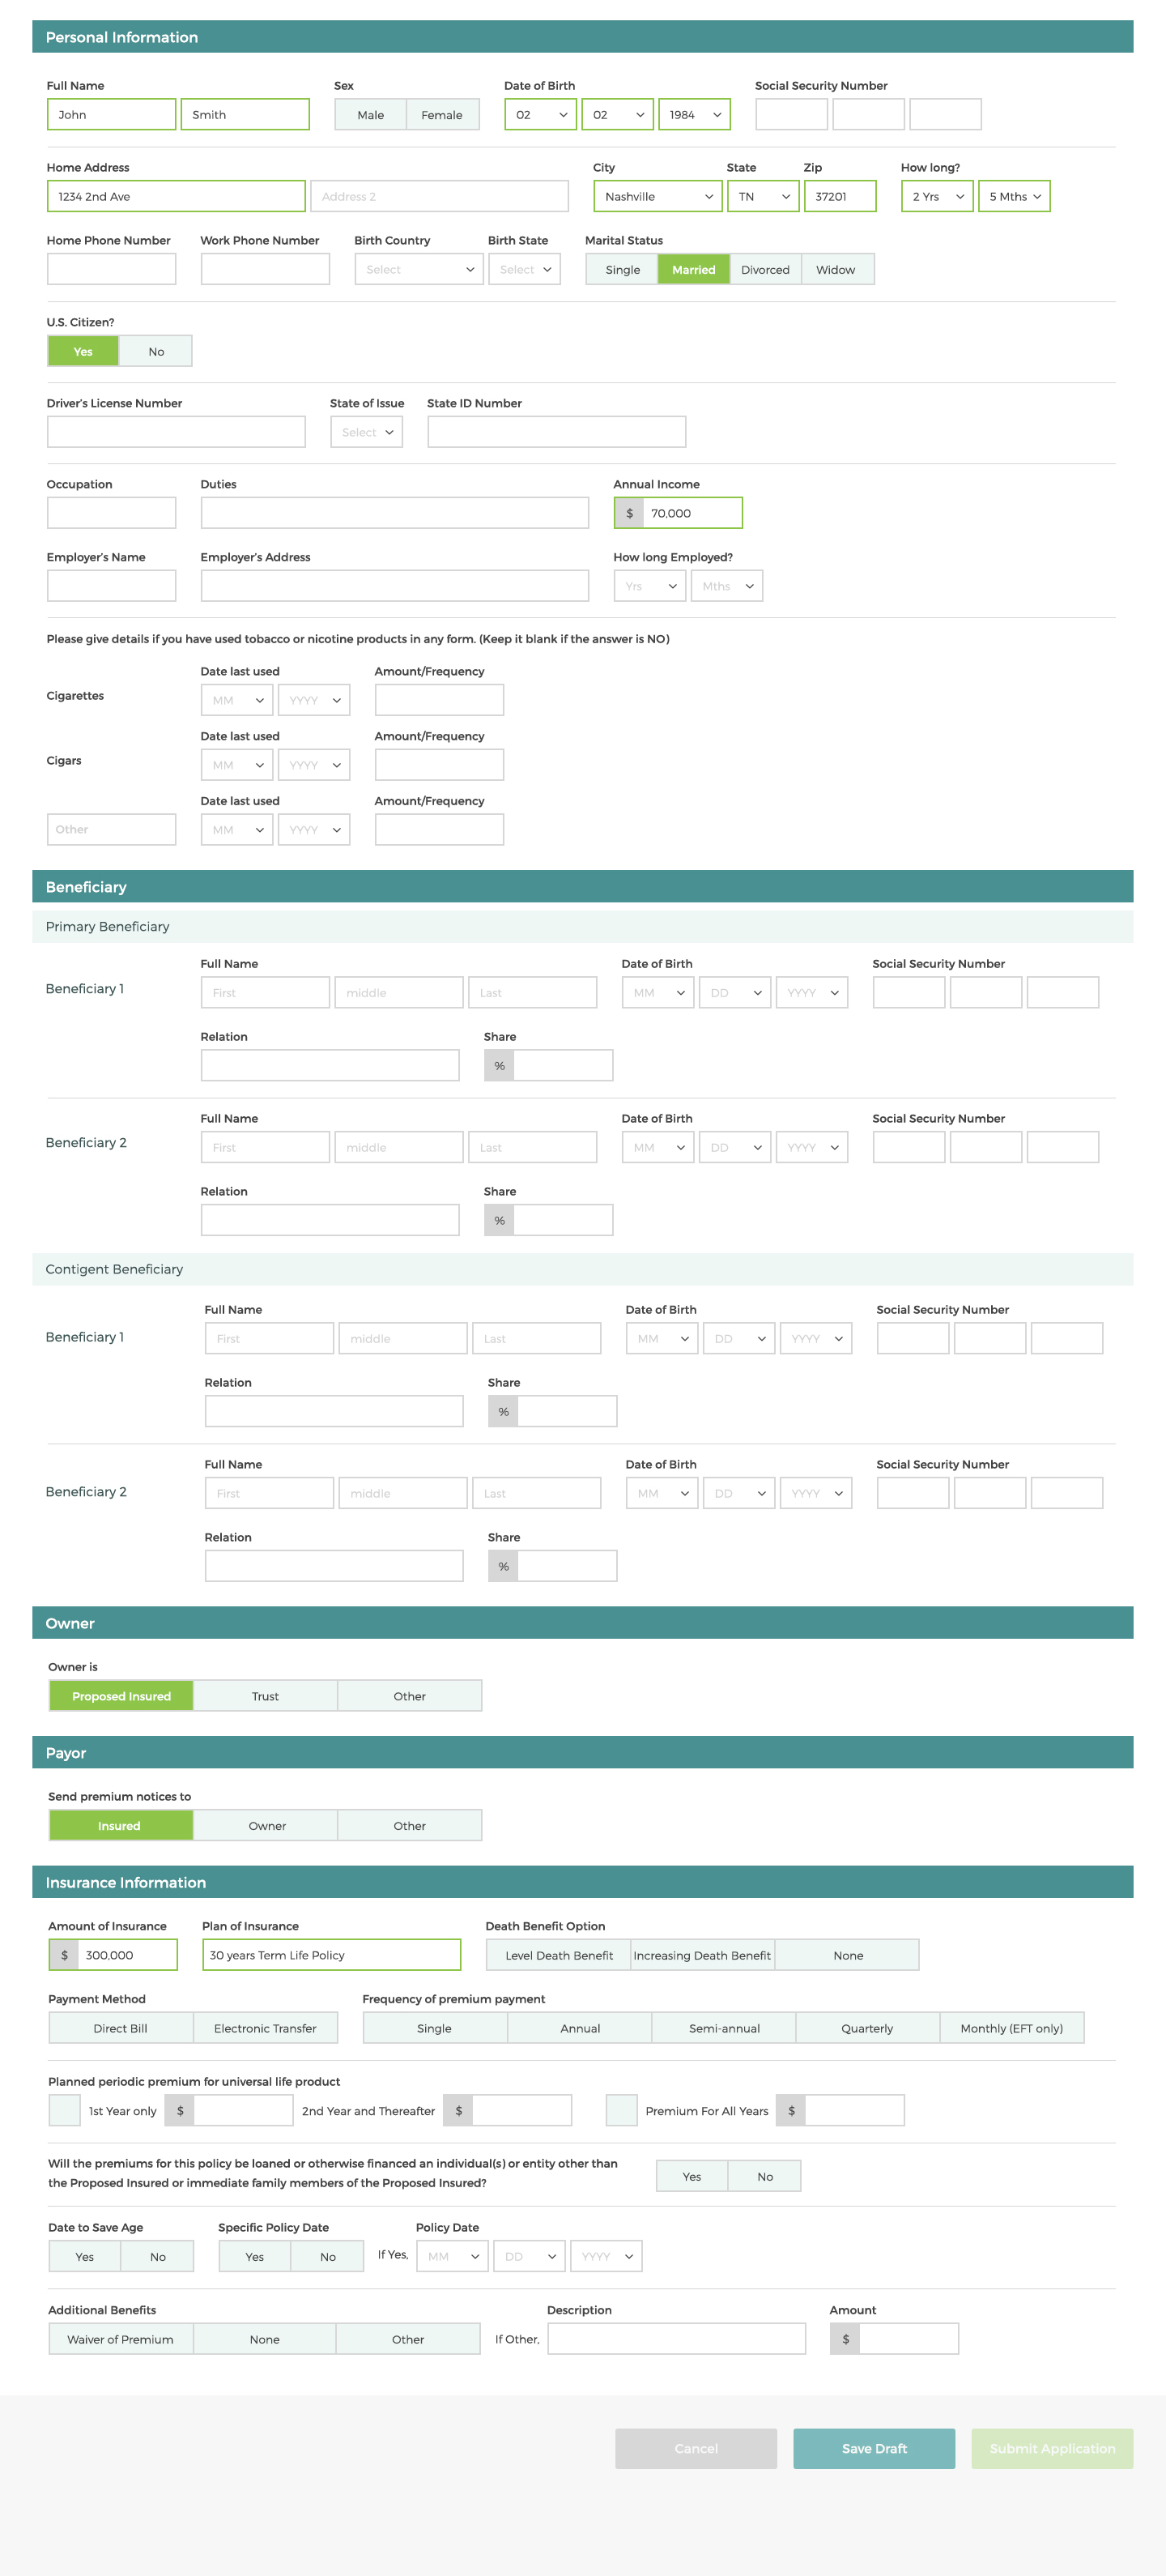 Personal Information
Full Name Sex Date of Birth Social Security Number
John Smith Male Female 02 02 1984
Home Address City State Zip How long?
1234 2nd Ave Address 2 Nashville TN 37201 2 Yrs 5 Mths
Home Phone Number Work Phone Number Birth Country Birth State Marital Status
Select Select Single Married Divorced Widow
U.S. Citizen?
Yes No
Driver's License Number State of Issue State ID Number
Select
Occupation Duties Annual Income
$ 70,000
Employer's Name Employer's Address How long Employed?
Yrs Mths
Please give details if you have used tobacco or nicotine products in any form. (Keep it blank if the answer is NO)
Date last used Amount/Frequency
Cigarettes MM YYYY
Date last used Amount/Frequency
Cigars MM YYYY
Date last used Amount/Frequency
Other MM YYYY
Beneficiary
Primary Beneficiary
Full Name Date of Birth Social Security Number
Beneficiary 1 First middle Last MM DD YYYY
Relation Share
%
Full Name Date of Birth Social Security Number
Beneficiary 2 First middle Last MM DD YYYY
Relation Share
%
Contigent Beneficiary
Full Name Date of Birth Social Security Number
Beneficiary 1 First middle Last MM DD YYYY
Relation Share
%
Full Name Date of Birth Social Security Number
Beneficiary 2 First middle Last MM DD YYYY
Relation Share
%
Owner
Owner is
Proposed Insured Trust Other
Payor
Send premium notices to
Insured Owner Other
Insurance Information
Amount of Insurance Plan of Insurance Death Benefit Option
$ 300,000 30 years Term Life Policy Level Death Benefit Increasing Death Benefit None
Payment Method Frequency of premium payment
Direct Bill Electronic Transfer Single Annual Semi-annual Quarterly Monthly (EFT only)
Planned periodic premium for universal life product
1st Year only $ 2nd Year and Thereafter $ Premium For All Years $
Will the premiums for this policy be loaned or otherwise financed an individual(s) or entity other than
the Proposed Insured or immediate family members of the Proposed Insured? Yes No
Date to Save Age Specific Policy Date Policy Date
Yes No Yes No If Yes, MM DD YYYY
Additional Benefits Description Amount
Waiver of Premium None Other If Other, $
Cancel Save Draft Submit Application